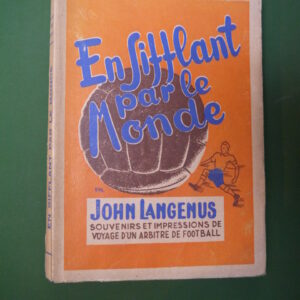 En Sifflant
par le
Monde
JOHN LANGENUS
SOUVENIRS ET IMPRESSIONS DE
VOYAGE D'UN ARBITRE DE FOOTBALL
EN SIFFLANT PAR LE MONDE